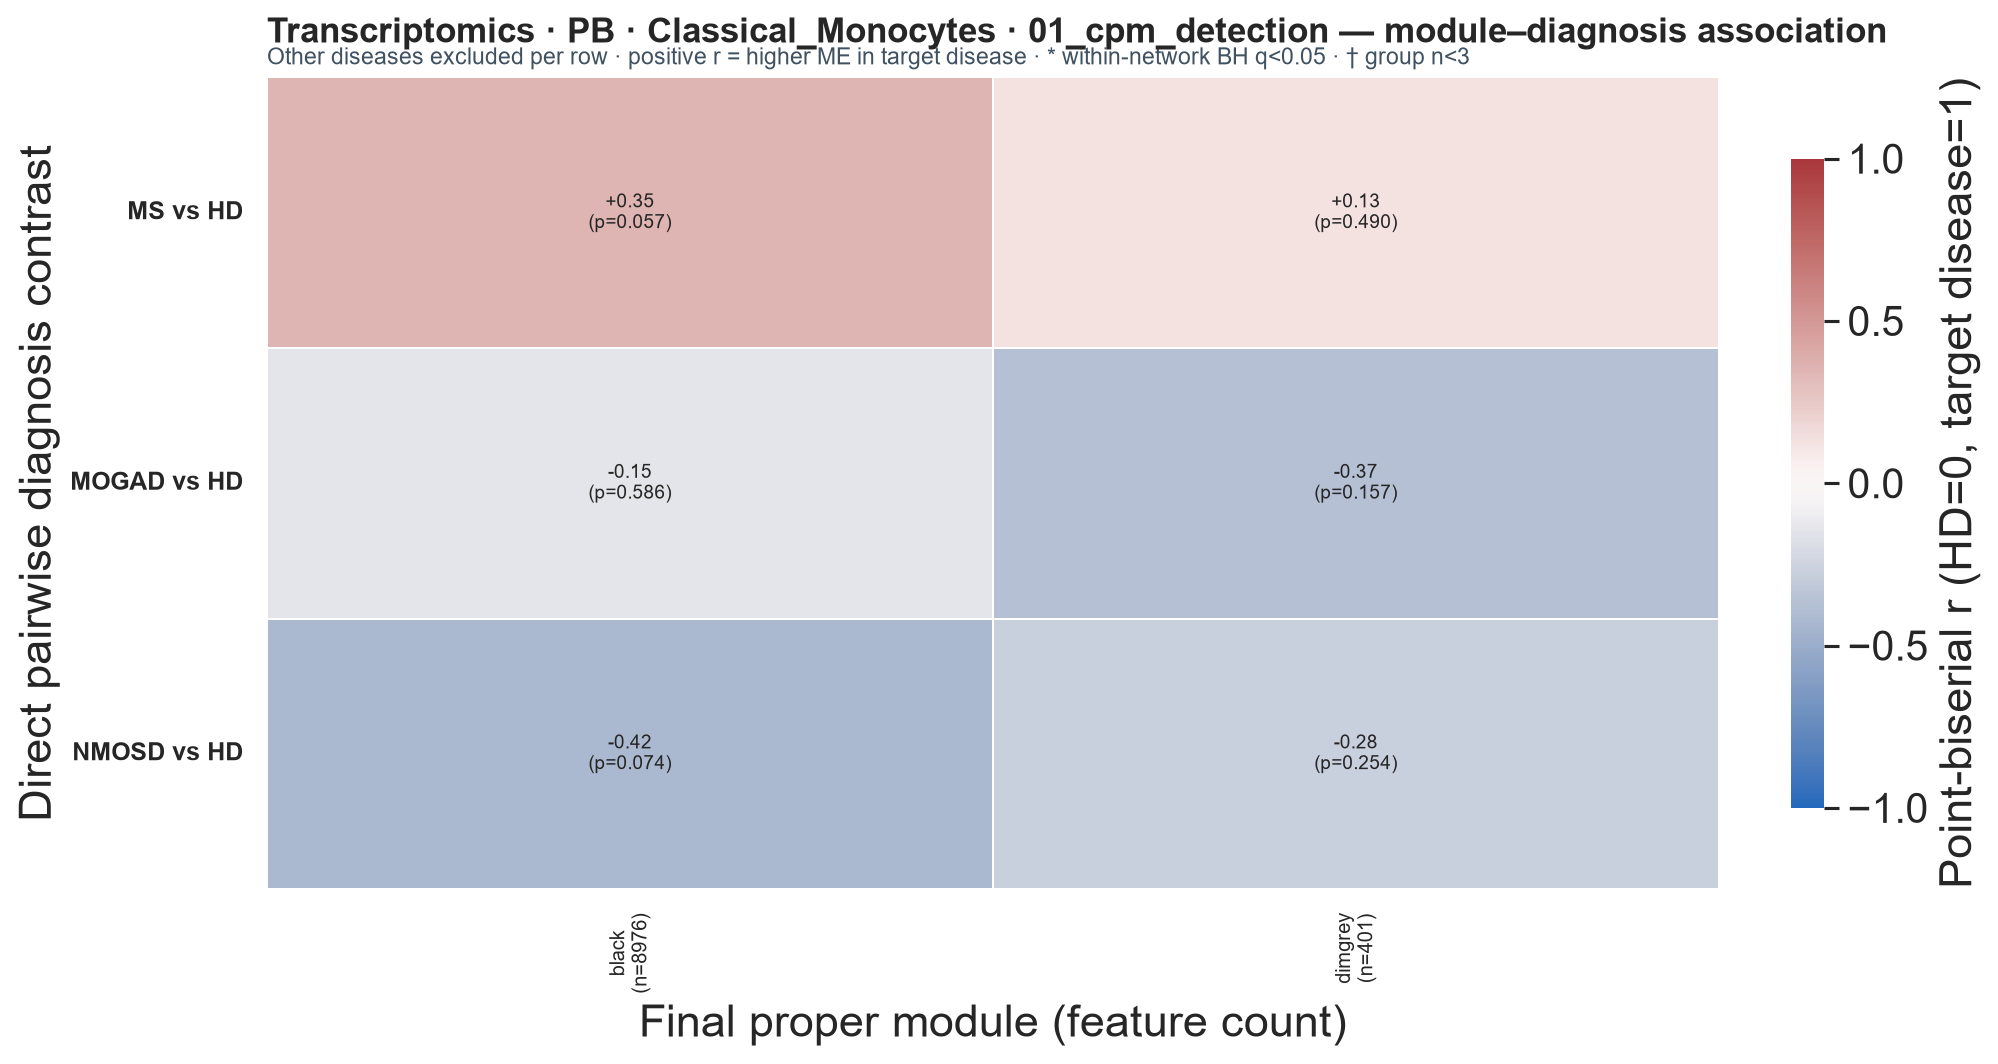 Transcriptomics · PB · Classical_Monocytes · 01_cpm_detection — module–diagnosis association
Other diseases excluded per row · positive r = higher ME in target disease · * within-network BH q<0.05 · † group n<3
Direct pairwise diagnosis contrast
MS vs HD
+0.35
(p=0.057)
+0.13
(p=0.490)
MOGAD vs HD
-0.15
(p=0.586)
-0.37
(p=0.157)
NMOSD vs HD
-0.42
(p=0.074)
-0.28
(p=0.254)
black
(n=8976)
dimgrey
(n=401)
Final proper module (feature count)
1.0
0.5
0.0
−0.5
−1.0
Point-biserial r (HD=0, target disease=1)